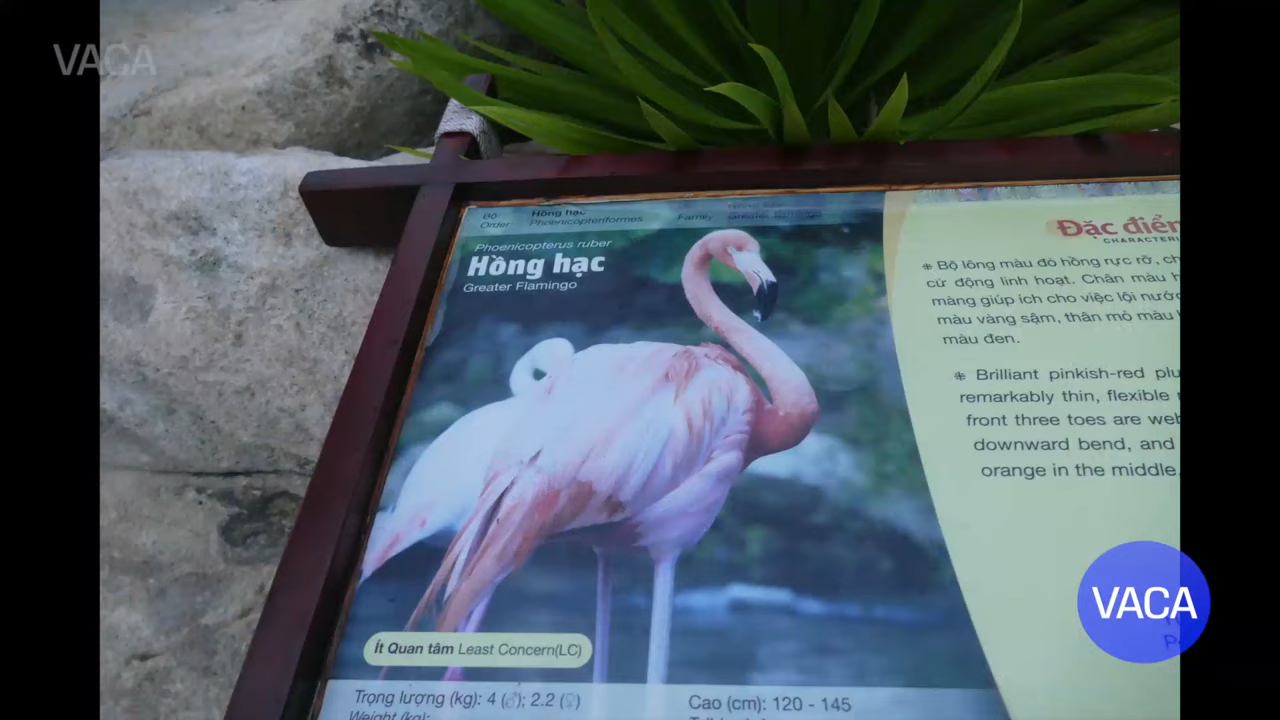 VACA
Bộ: Hồng hạc
Order: Phoenicopteriformes
Family
Phoenicopterus ruber
Hồng hạc
Greater Flamingo
Ít Quan tâm Least Concern(LC)
Trọng lượng (kg): 4 (♂); 2.2 (♀)
Weight (kg):
Cao (cm): 120 - 145
Đặc điểm
CHARACTERI
⁕ Bộ lông màu đỏ hồng rực rỡ, ch
cử động linh hoạt. Chân màu h
màng giúp ích cho việc lội nước
màu vàng sậm, thân mỏ màu
màu đen.
⁕ Brilliant pinkish-red plu
remarkably thin, flexible
front three toes are web
downward bend, and
orange in the middle.
VACA